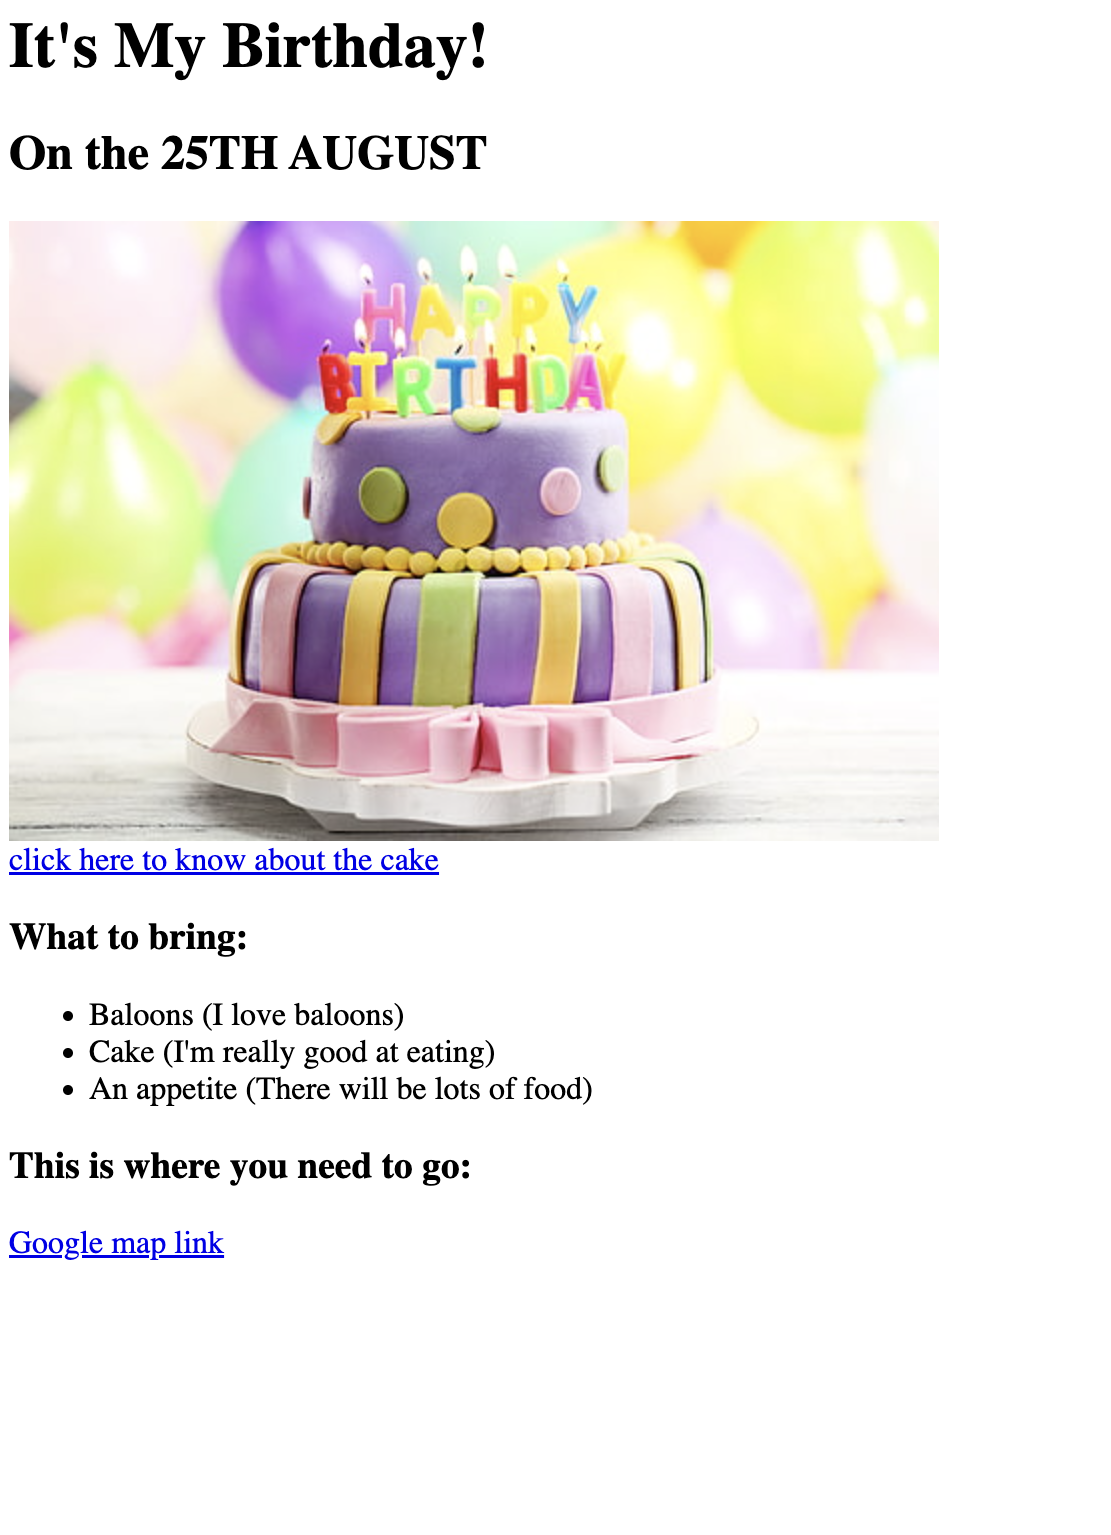 It's My Birthday!
On the 25TH AUGUST
HAPPY
BIRTHDAY
click here to know about the cake
What to bring:
Baloons (I love baloons)
Cake (I'm really good at eating)
An appetite (There will be lots of food)
This is where you need to go:
Google map link